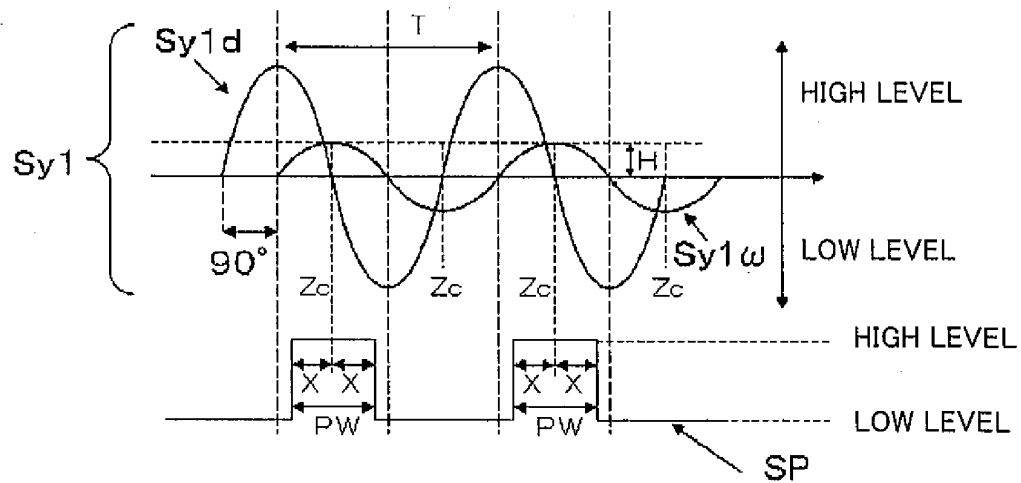 T
Sy1d
HIGH LEVEL
Sy1
H
90°
Sy1ω
LOW LEVEL
Zc Zc Zc Zc
HIGH LEVEL
X X X X
PW PW
LOW LEVEL
SP